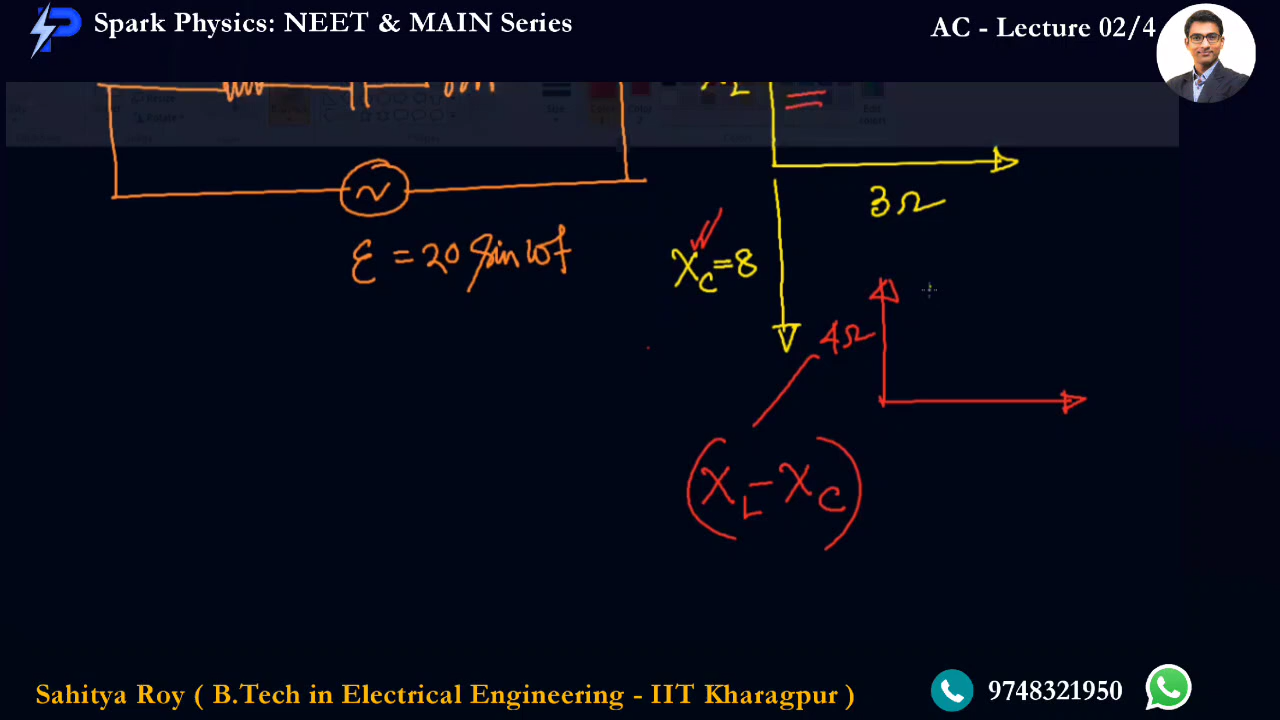 Spark Physics: NEET & MAIN Series
AC - Lecture 02/4
3Ω
ε = 20 sin ωt
X_C = 8
4Ω
(X_L - X_C)
Sahitya Roy ( B.Tech in Electrical Engineering - IIT Kharagpur )
9748321950